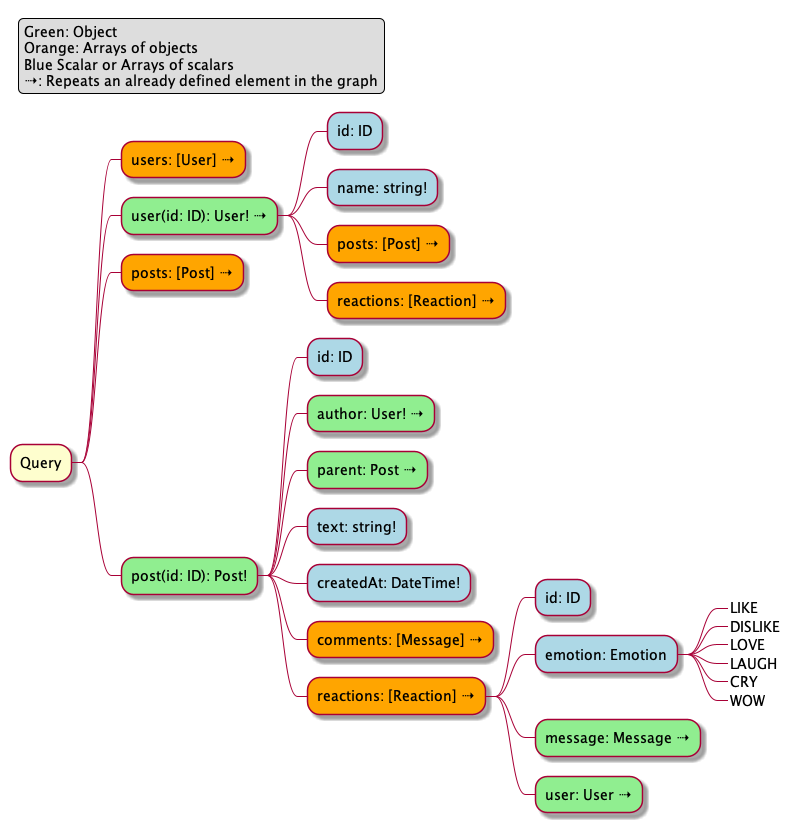 Green: Object
Orange: Arrays of objects
Blue Scalar or Arrays of scalars
⇢: Repeats an already defined element in the graph
Query
users: [User] ⇢
user(id: ID): User! ⇢
id: ID
name: string!
posts: [Post] ⇢
reactions: [Reaction] ⇢
posts: [Post] ⇢
post(id: ID): Post!
id: ID
author: User! ⇢
parent: Post ⇢
text: string!
createdAt: DateTime!
comments: [Message] ⇢
reactions: [Reaction] ⇢
id: ID
emotion: Emotion
LIKE
DISLIKE
LOVE
LAUGH
CRY
WOW
message: Message ⇢
user: User ⇢